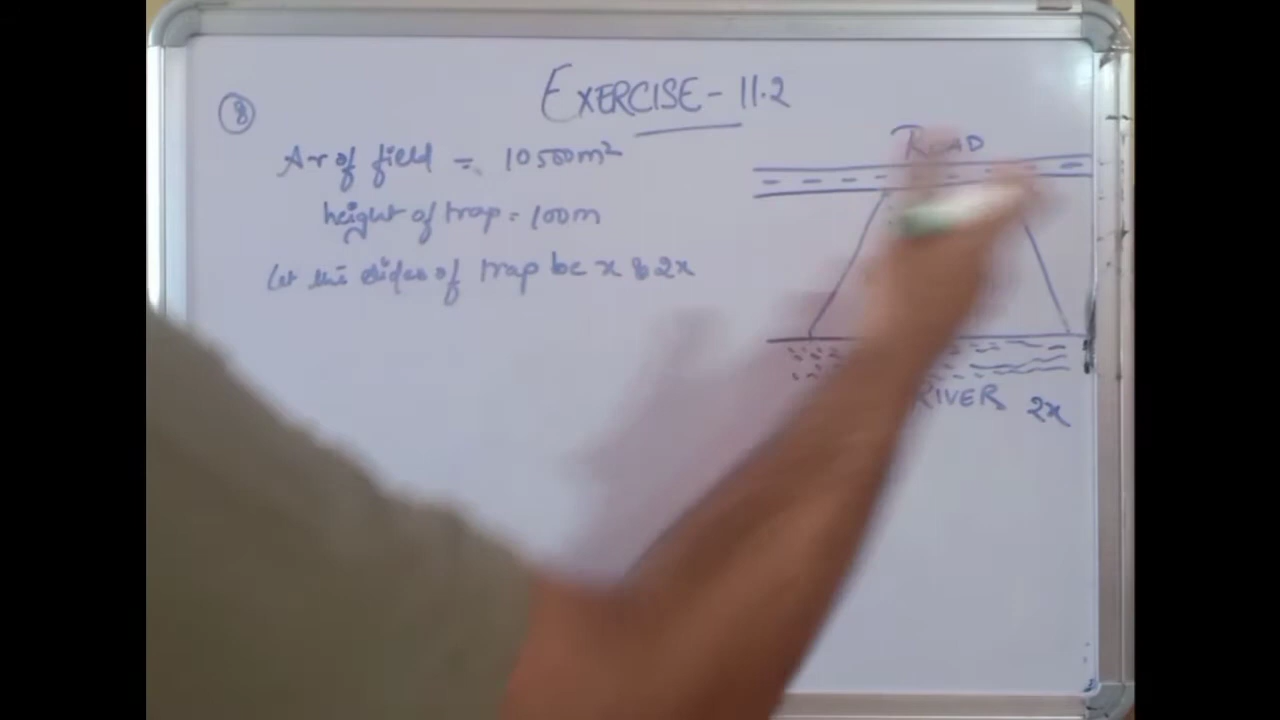 EXERCISE - 11.2
8
Ar of field = 10500m²
height of trap = 100m
Let the sides of trap be x & 2x
ROAD
RIVER 2x